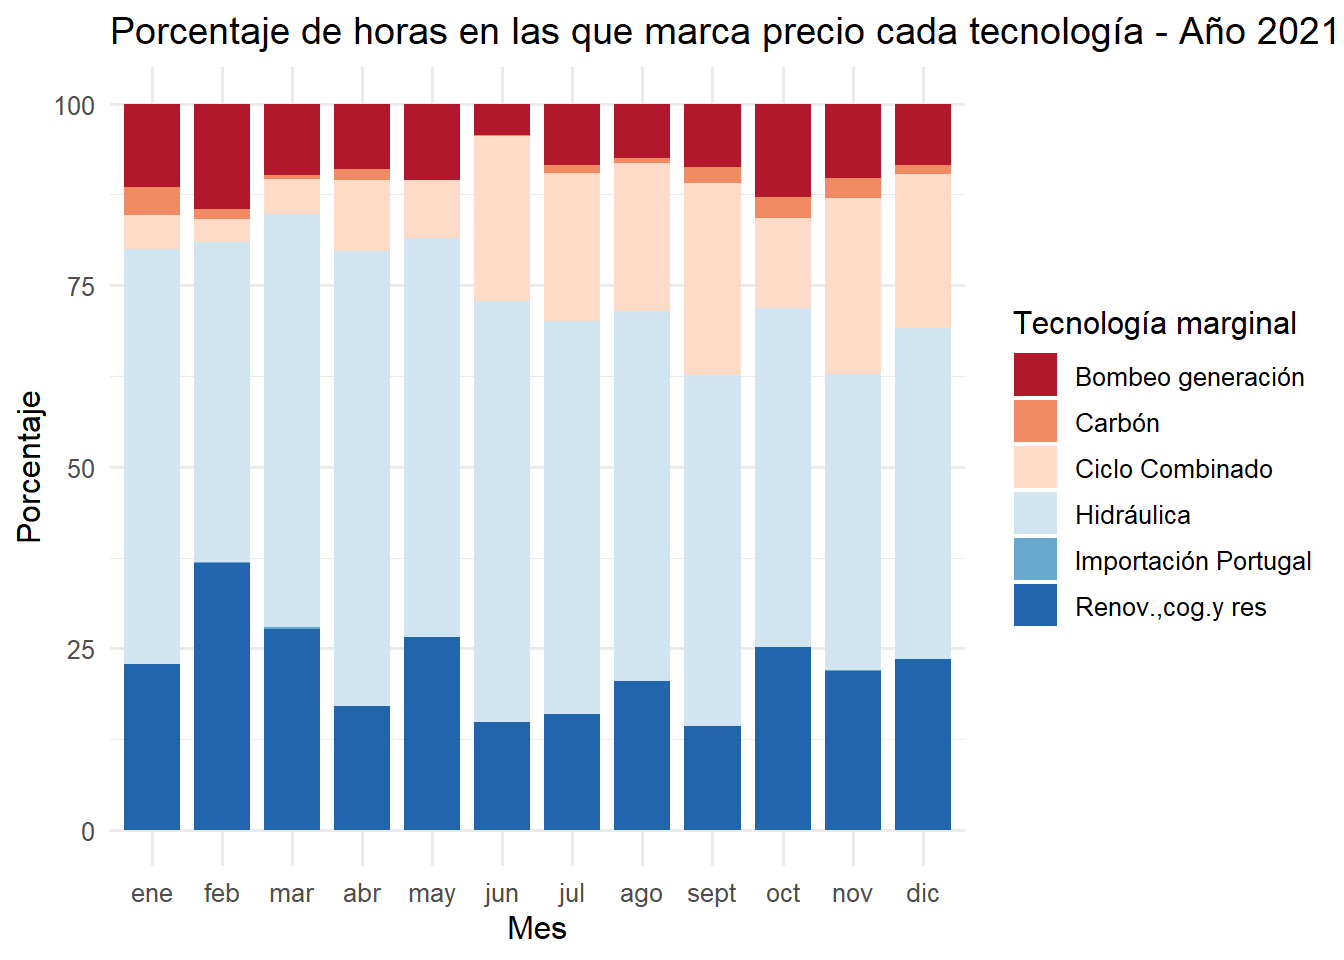 Porcentaje de horas en las que marca precio cada tecnología - Año 2021
100
75
50
25
0
Porcentaje
ene feb mar abr may jun jul ago sept oct nov dic
Mes
Tecnología marginal
Bombeo generación
Carbón
Ciclo Combinado
Hidráulica
Importación Portugal
Renov.,cog.y res